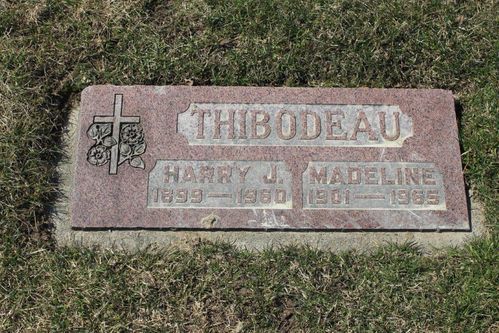 THIBODEAU
HARRY J. MADELINE
1899 — 1960 1901 — 1985